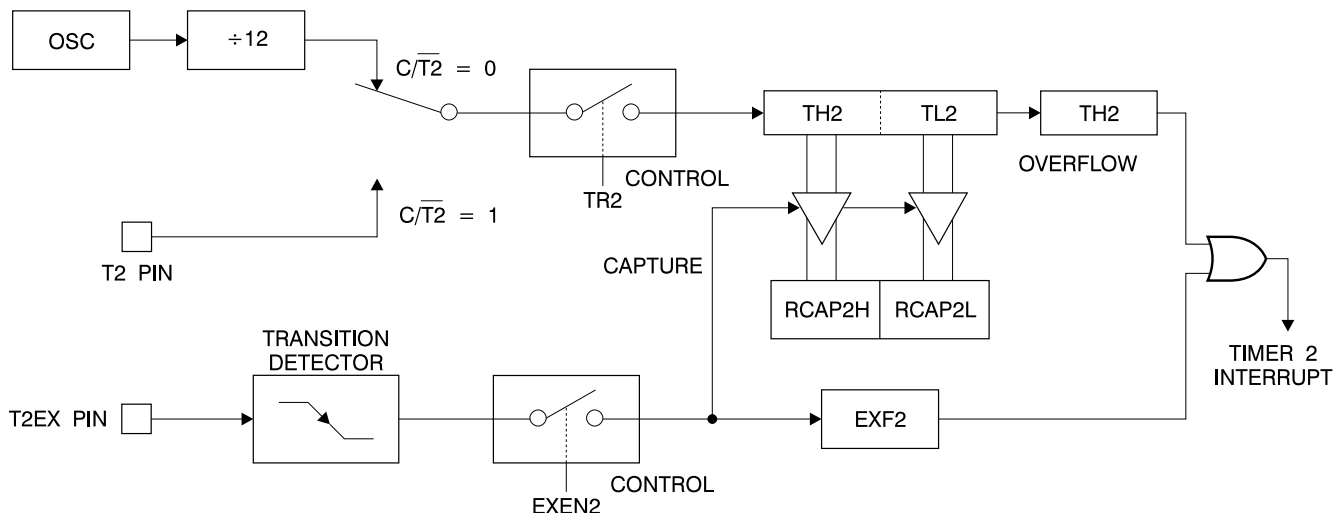 OSC
÷12
C/T2̅ = 0
TH2
TL2
TH2
OVERFLOW
CONTROL
TR2
C/T2̅ = 1
T2 PIN
CAPTURE
RCAP2H
RCAP2L
TRANSITION
DETECTOR
TIMER 2
INTERRUPT
T2EX PIN
EXF2
CONTROL
EXEN2